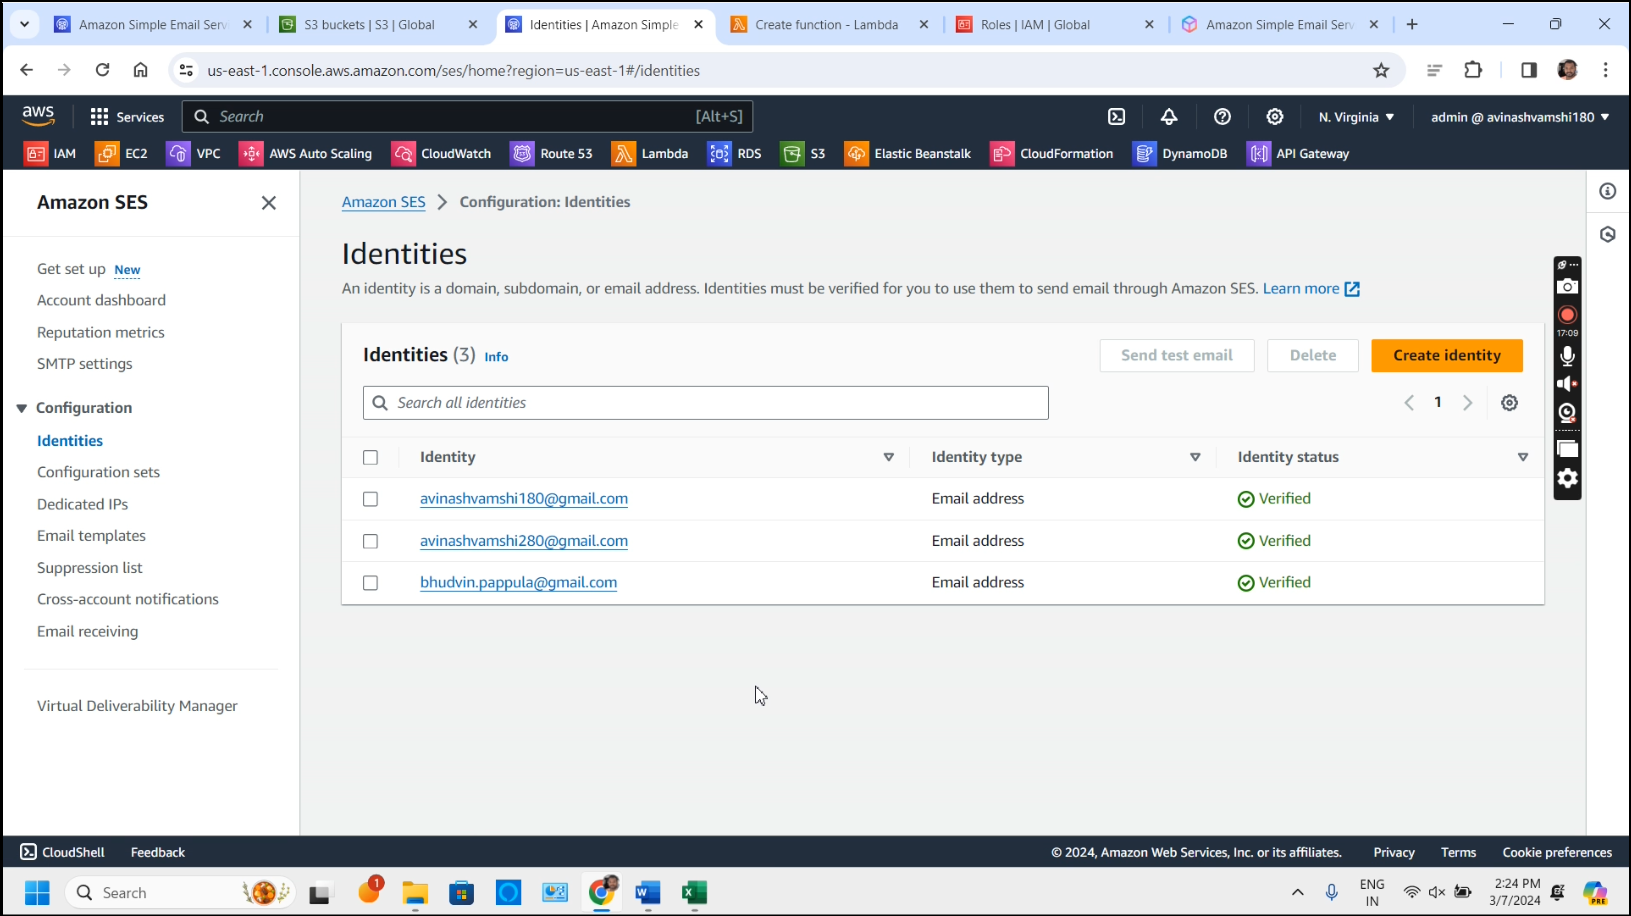 Amazon Simple Email Serv
S3 buckets | S3 | Global
Identities | Amazon Simple
Create function - Lambda
Roles | IAM | Global
Amazon Simple Email Serv
us-east-1.console.aws.amazon.com/ses/home?region=us-east-1#/identities
aws
Services
Search
[Alt+S]
N. Virginia
admin @ avinashvamshi180
IAM
EC2
VPC
AWS Auto Scaling
CloudWatch
Route 53
Lambda
RDS
S3
Elastic Beanstalk
CloudFormation
DynamoDB
API Gateway
Amazon SES
Get set up New
Account dashboard
Reputation metrics
SMTP settings
Configuration
Identities
Configuration sets
Dedicated IPs
Email templates
Suppression list
Cross-account notifications
Email receiving
Virtual Deliverability Manager
Amazon SES > Configuration: Identities
Identities
An identity is a domain, subdomain, or email address. Identities must be verified for you to use them to send email through Amazon SES. Learn more
Identities (3) Info
Send test email
Delete
Create identity
Search all identities
1
Identity
Identity type
Identity status
avinashvamshi180@gmail.com
Email address
Verified
avinashvamshi280@gmail.com
Email address
Verified
bhudvin.pappula@gmail.com
Email address
Verified
17:09
CloudShell
Feedback
© 2024, Amazon Web Services, Inc. or its affiliates.
Privacy
Terms
Cookie preferences
Search
1
ENG
IN
2:24 PM
3/7/2024
PRE